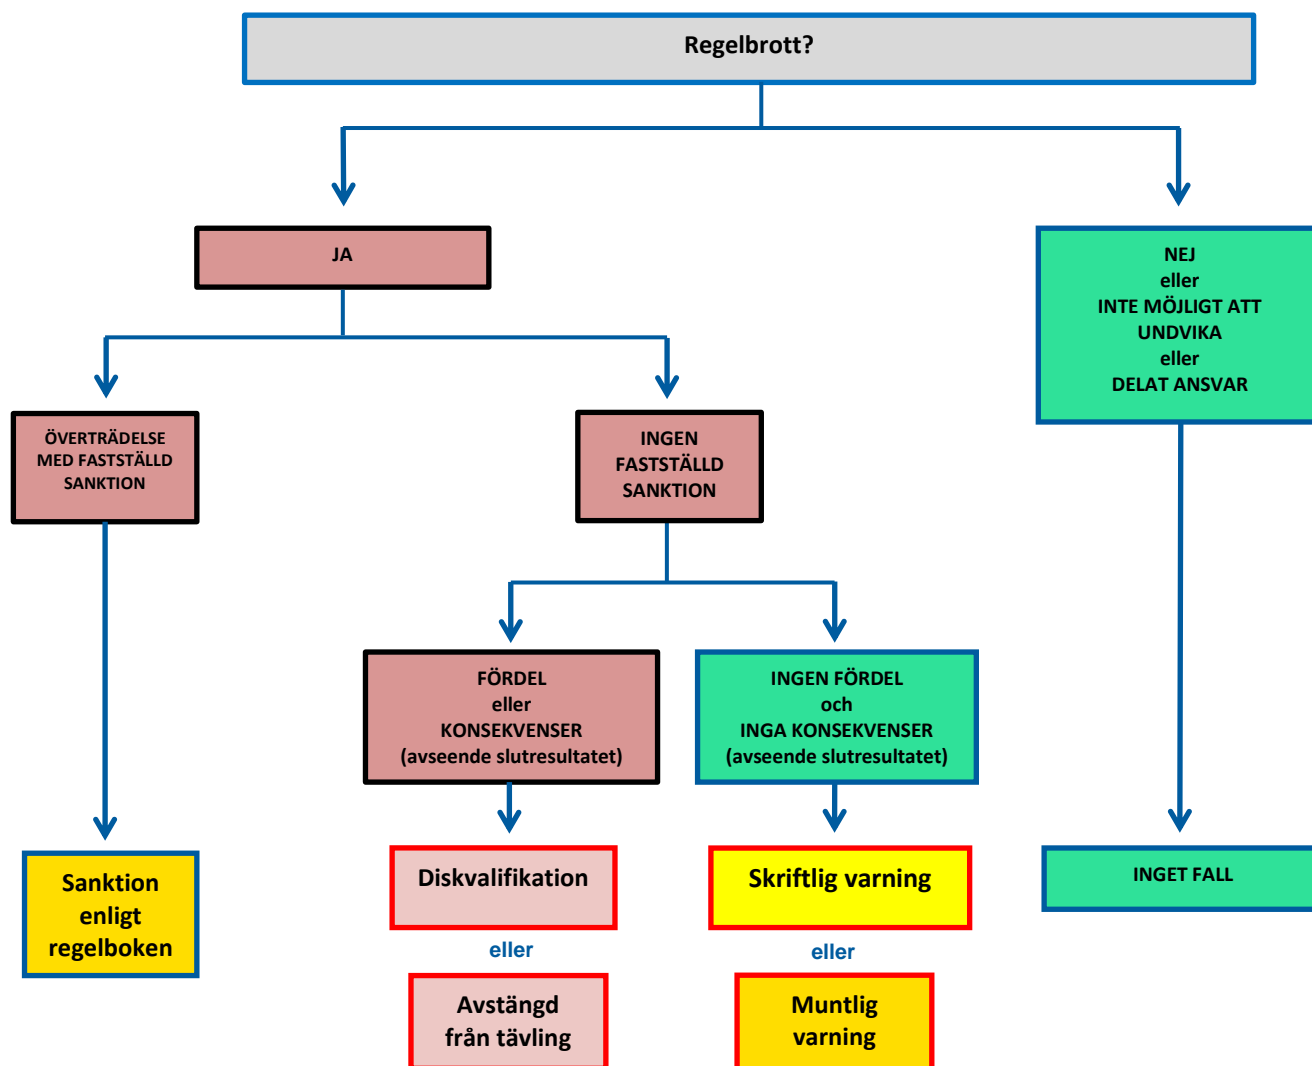 Regelbrott?
JA
NEJ
eller
INTE MÖJLIGT ATT
UNDVIKA
eller
DELAT ANSVAR
ÖVERTRÄDELSE
MED FASTSTÄLLD
SANKTION
INGEN
FASTSTÄLLD
SANKTION
FÖRDEL
eller
KONSEKVENSER
(avseende slutresultatet)
INGEN FÖRDEL
och
INGA KONSEKVENSER
(avseende slutresultatet)
Sanktion
enligt
regelboken
Diskvalifikation
eller
Avstängd
från tävling
Skriftlig varning
eller
Muntlig
varning
INGET FALL